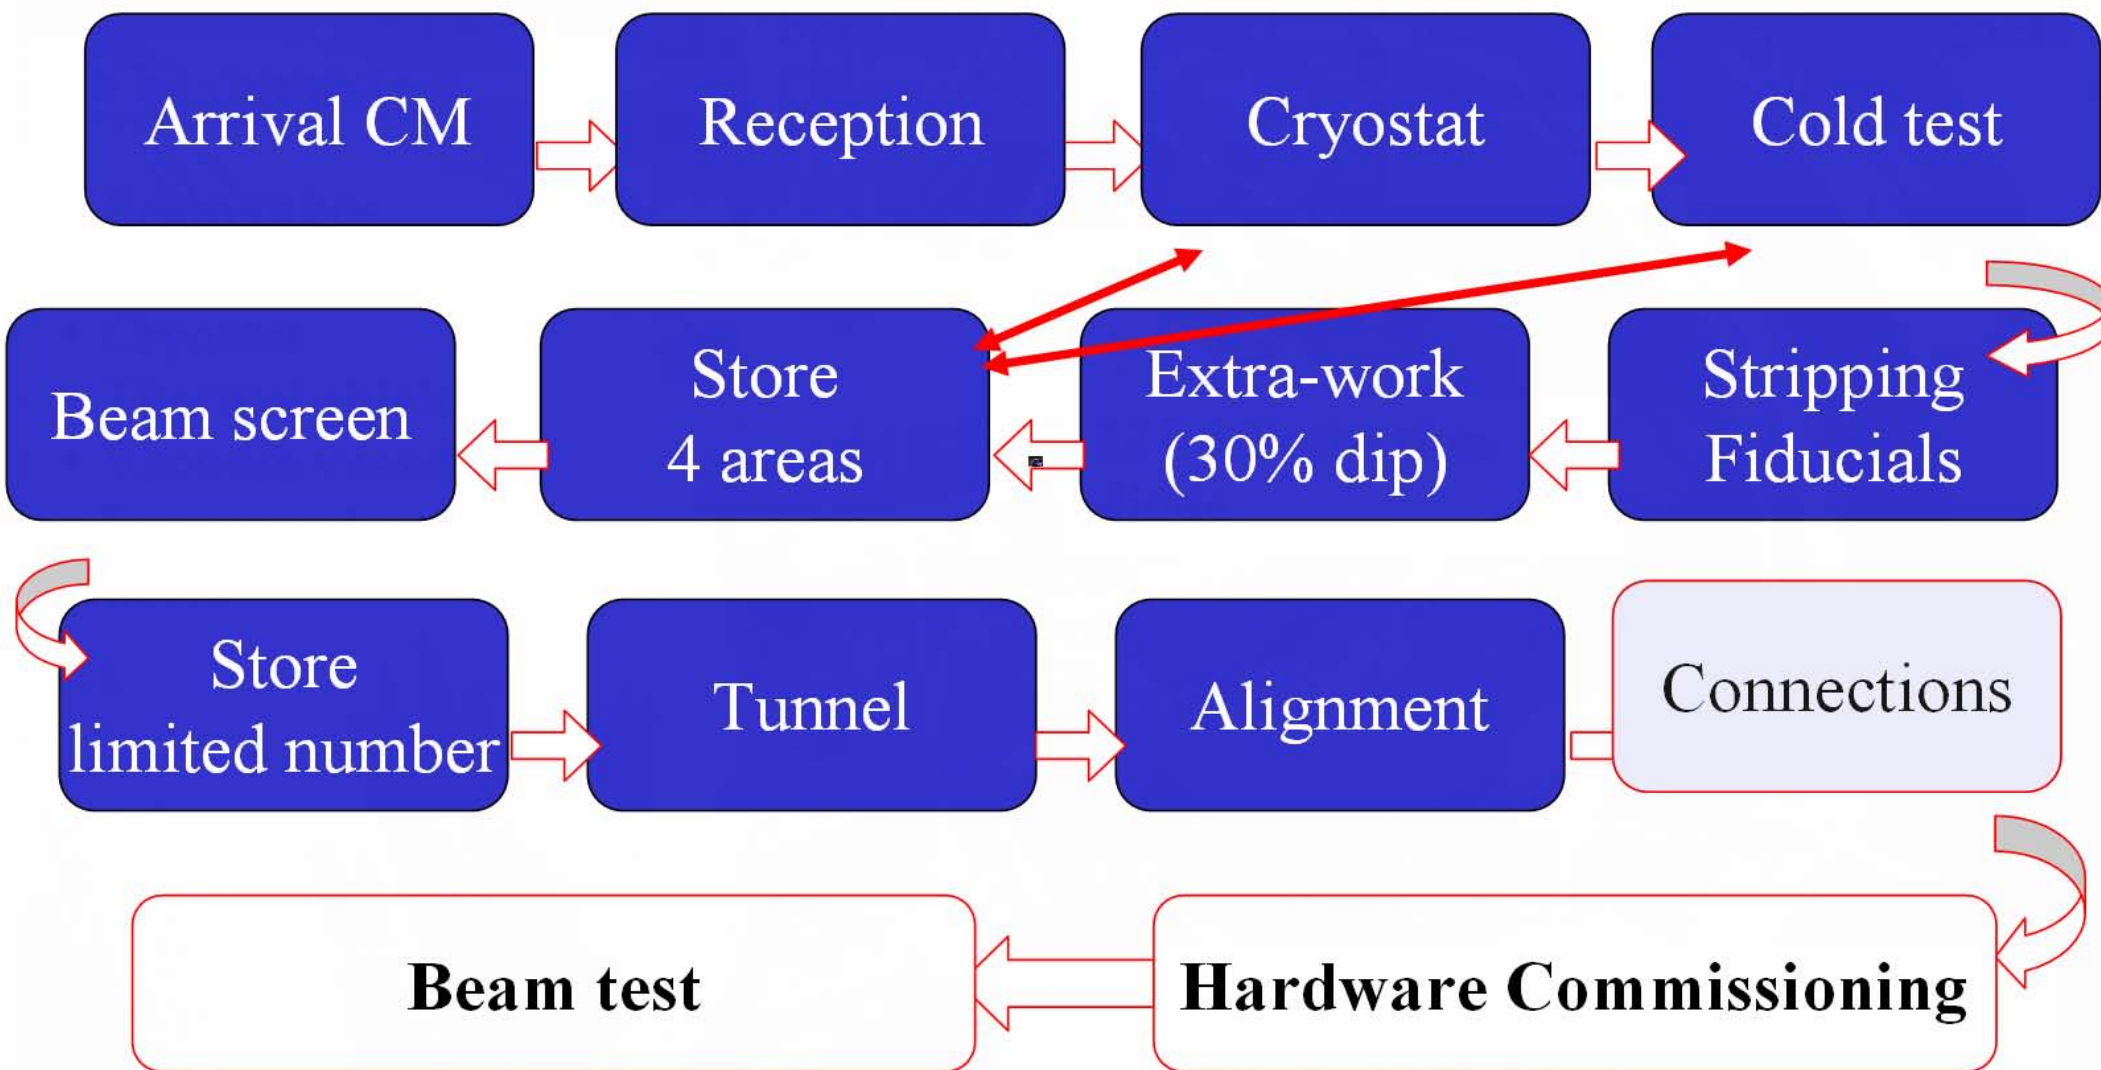 Arrival CM
Reception
Cryostat
Cold test
Beam screen
Store
4 areas
Extra-work
(30% dip)
Stripping
Fiducials
Store
limited number
Tunnel
Alignment
Connections
Beam test
Hardware Commissioning